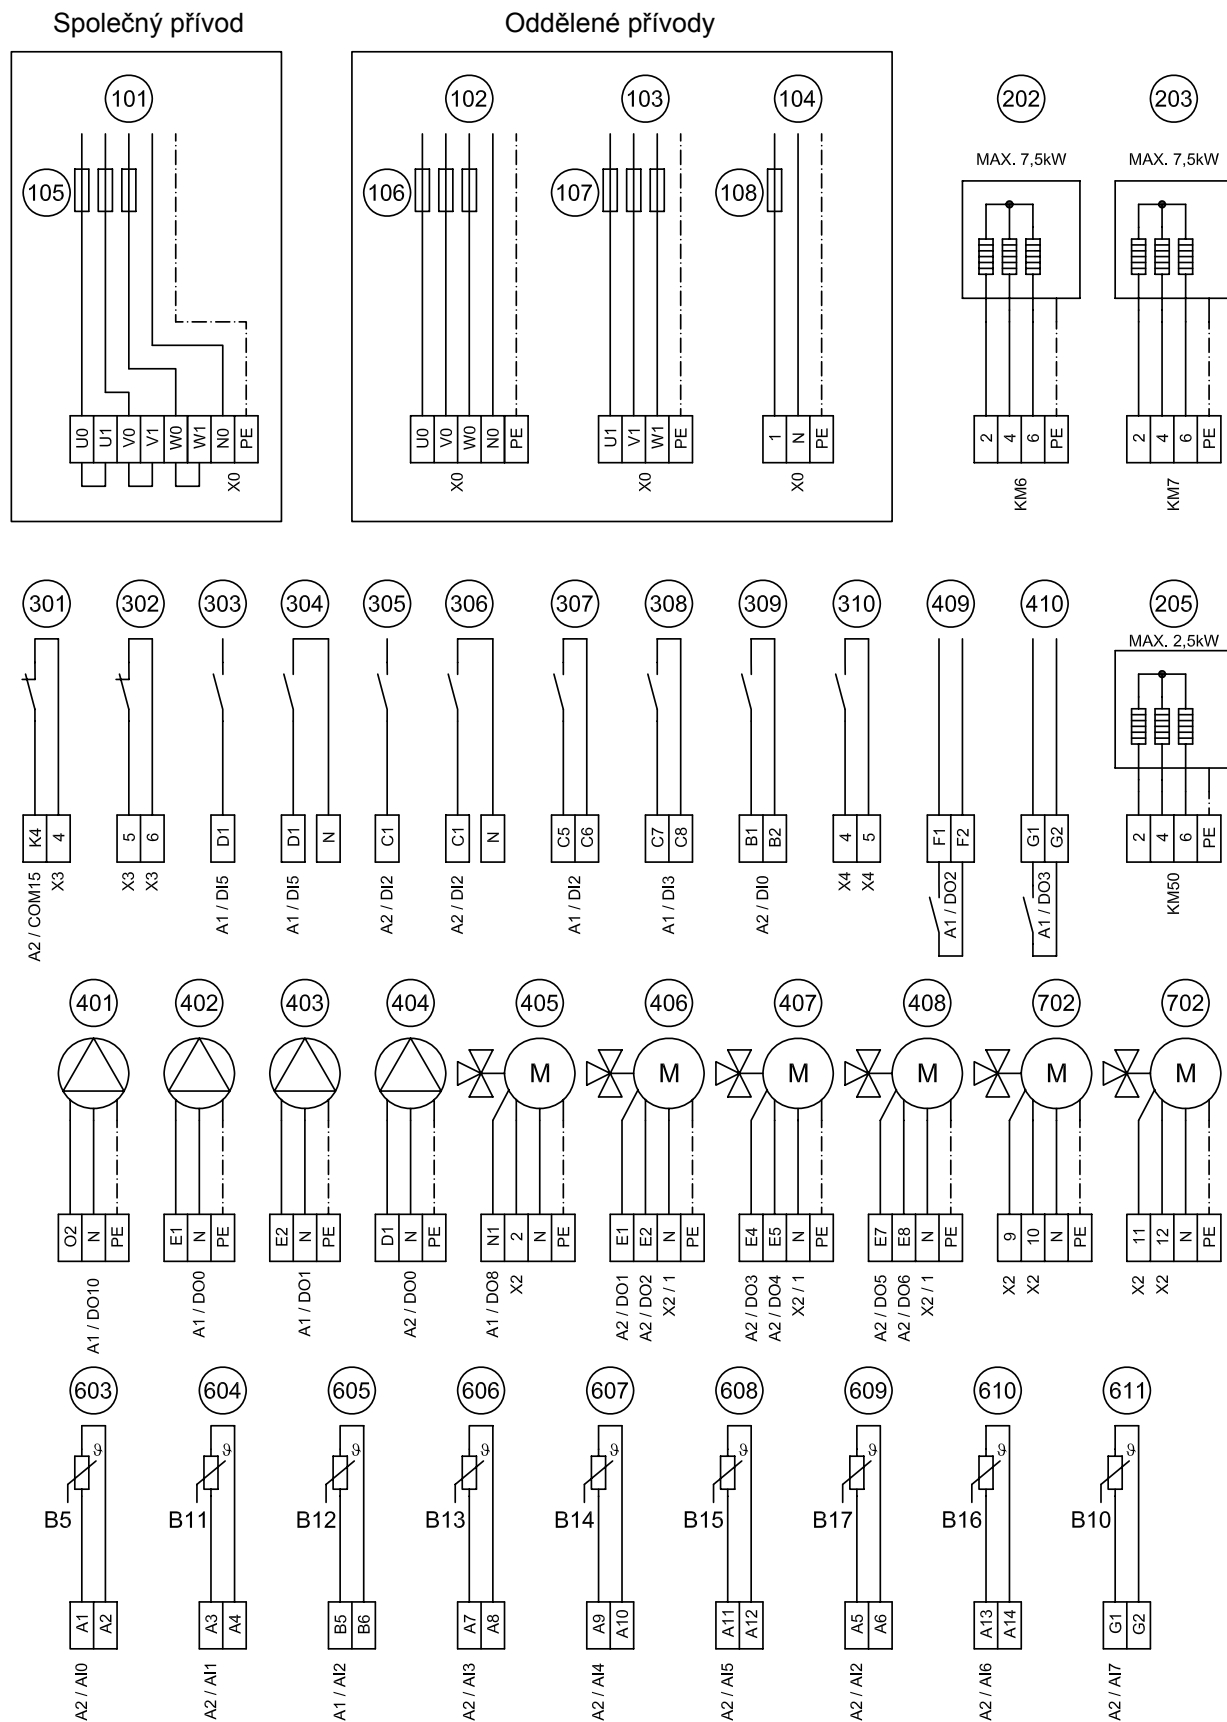 Společný přívod
Oddělené přívody
101
102
103
104
202
203
MAX. 7,5kW
MAX. 7,5kW
105
106
107
108
U0 U1 V0 V1 W0 W1 N0 PE
X0
U0 V0 W0 N0 PE
X0
U1 V1 W1 PE
X0
1 N PE
X0
2 4 6 PE
KM6
2 4 6 PE
KM7
301
302
303
304
305
306
307
308
309
310
409
410
205
MAX. 2,5kW
K4 4
A2 / COM15
X3
5 6
X3
X3
D1
A1 / DI5
D1 N
A1 / DI5
C1
A2 / DI2
C1 N
A2 / DI2
C5 C6
A1 / DI2
C7 C8
A1 / DI3
B1 B2
A2 / DI0
4 5
X4
X4
F1 F2
A1 / DO2
G1 G2
A1 / DO3
2 4 6 PE
KM50
401
402
403
404
405
406
407
408
702
702
M
M
M
M
M
M
O2 N PE
A1 / DO10
E1 N PE
A1 / DO0
E2 N PE
A1 / DO1
D1 N PE
A2 / DO0
N1 2 N PE
A1 / DO8
X2
E1 E2 N PE
A2 / DO1
A2 / DO2
X2 / 1
E4 E5 N PE
A2 / DO3
A2 / DO4
X2 / 1
E7 E8 N PE
A2 / DO5
A2 / DO6
X2 / 1
9 10 N PE
X2
X2
11 12 N PE
X2
X2
603
604
605
606
607
608
609
610
611
ϑ
ϑ
ϑ
ϑ
ϑ
ϑ
ϑ
ϑ
ϑ
B5
B11
B12
B13
B14
B15
B17
B16
B10
A1 A2
A2 / AI0
A3 A4
A2 / AI1
B5 B6
A1 / AI2
A7 A8
A2 / AI3
A9 A10
A2 / AI4
A11 A12
A2 / AI5
A5 A6
A2 / AI2
A13 A14
A2 / AI6
G1 G2
A2 / AI7